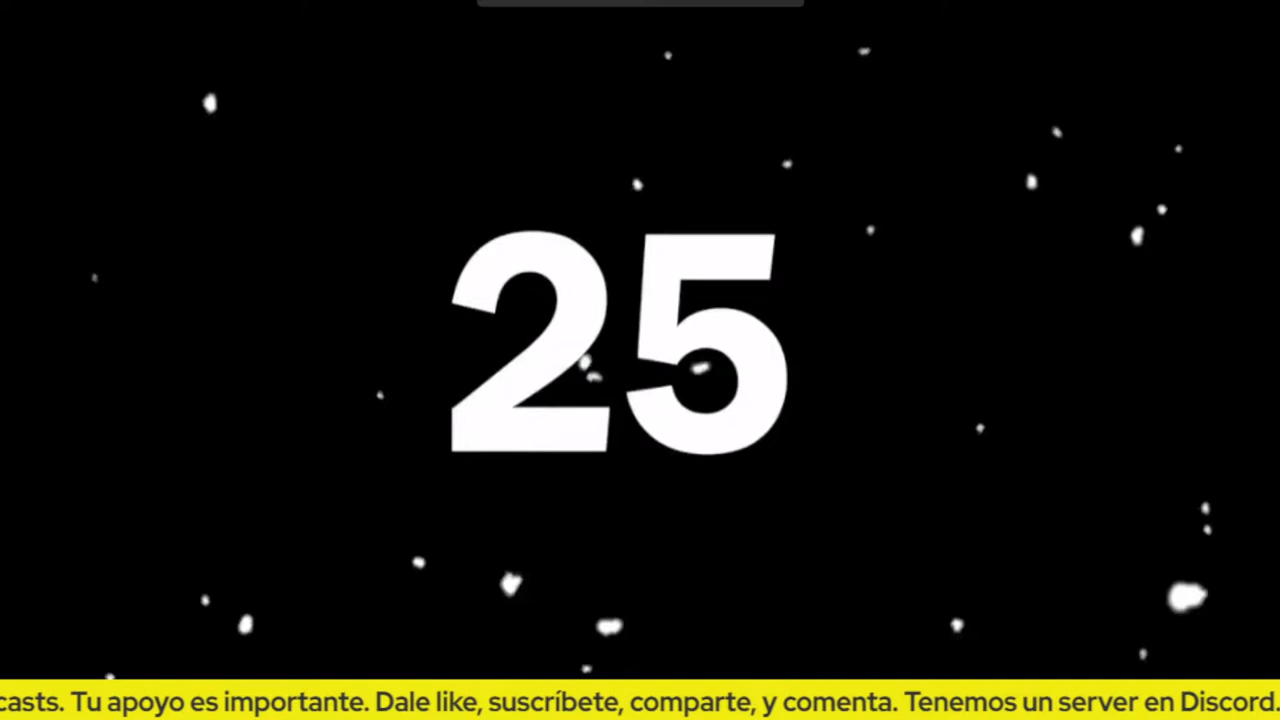 25
casts. Tu apoyo es importante. Dale like, suscríbete, comparte, y comenta. Tenemos un server en Discord.